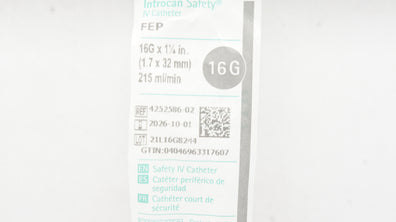 Introcan Safety®
IV Catheter
FEP
16G x 1¼ in.
(1.7 x 32 mm)
215 ml/min
16G
REF 4252586-02
2026-10-01
LOT 21L16G8244
GTIN:04046963317607
EN Safety IV Catheter
ES Catéter periférico de
seguridad
FR Cathéter court de
sécurité